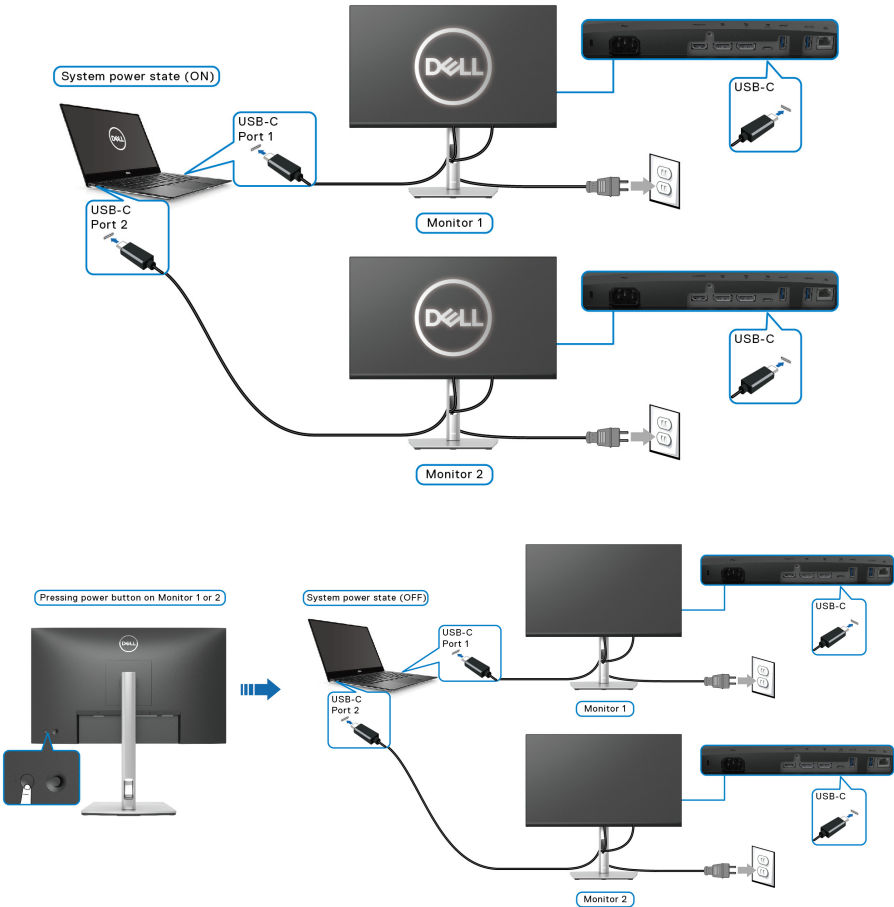 DELL
System power state (ON)
USB-C
DELL
USB-C
Port 1
USB-C
Port 2
Monitor 1
DELL
USB-C
Monitor 2
Pressing power button on Monitor 1 or 2
System power state (OFF)
DELL
USB-C
Port 1
USB-C
USB-C
Port 2
Monitor 1
USB-C
Monitor 2